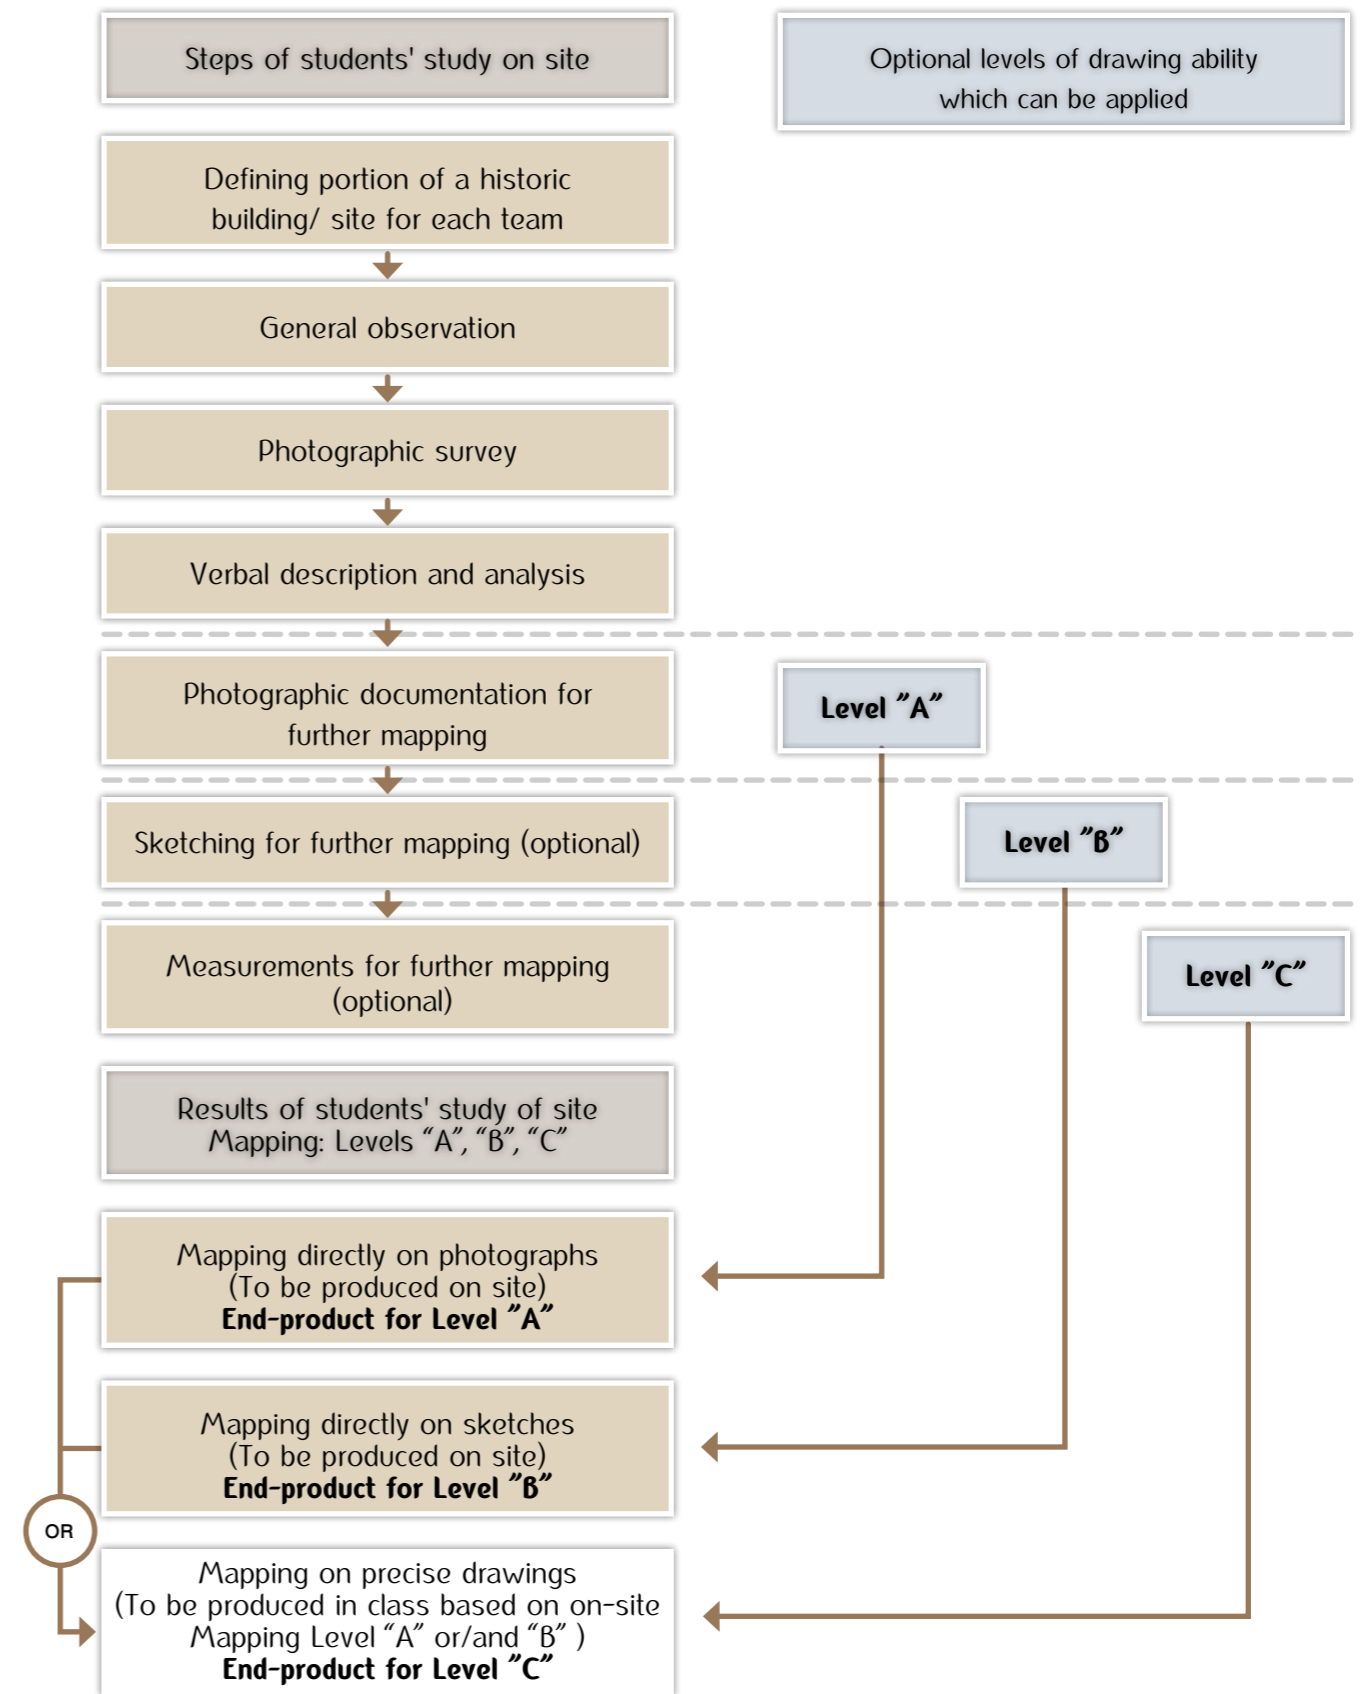 Steps of students' study on site
Optional levels of drawing ability
which can be applied
Defining portion of a historic
building/ site for each team
General observation
Photographic survey
Verbal description and analysis
Photographic documentation for
further mapping
Level "A"
Sketching for further mapping (optional)
Level "B"
Measurements for further mapping
(optional)
Level "C"
Results of students' study of site
Mapping: Levels “A”, “B”, “C”
Mapping directly on photographs
(To be produced on site)
End-product for Level "A"
Mapping directly on sketches
(To be produced on site)
End-product for Level "B"
OR
Mapping on precise drawings
(To be produced in class based on on-site
Mapping Level “A” or/and “B” )
End-product for Level "C"